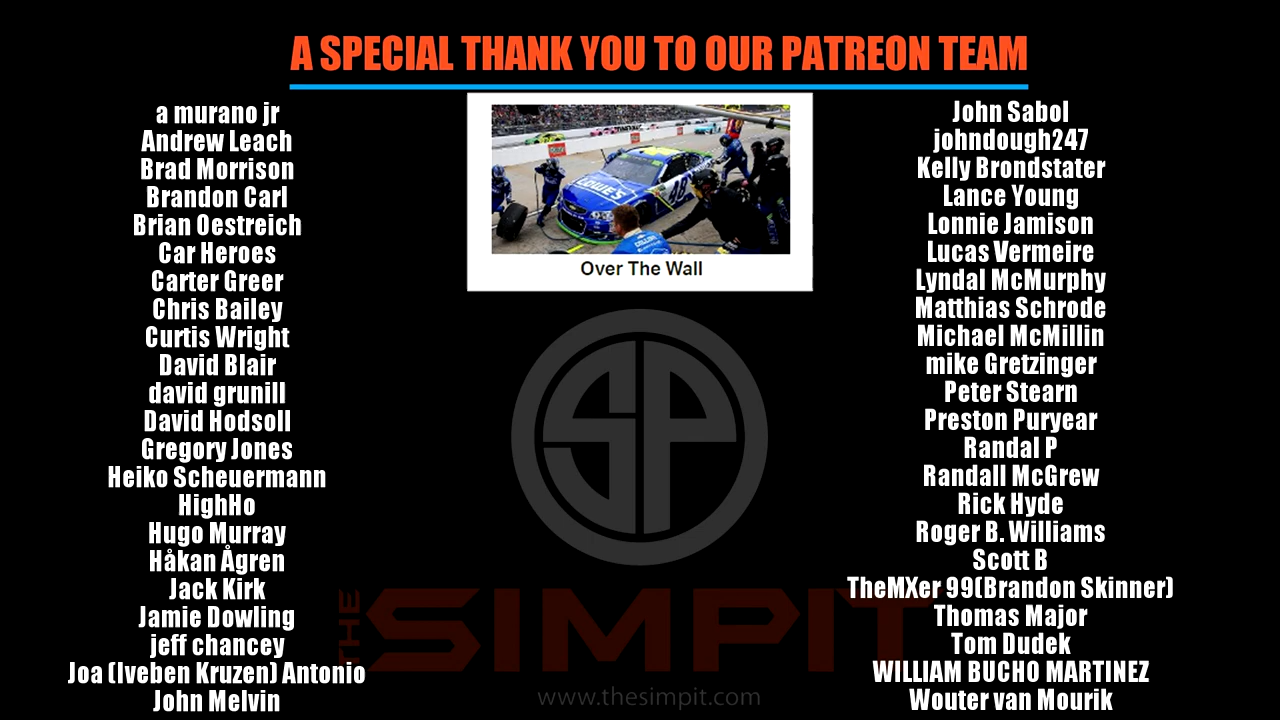 A SPECIAL THANK YOU TO OUR PATREON TEAM
a murano jr
Andrew Leach
Brad Morrison
Brandon Carl
Brian Oestreich
Car Heroes
Carter Greer
Chris Bailey
Curtis Wright
David Blair
david grunill
David Hodsoll
Gregory Jones
Heiko Scheuermann
HighHo
Hugo Murray
Håkan Ågren
Jack Kirk
Jamie Dowling
jeff chancey
Joa (Iveben Kruzen) Antonio
John Melvin
LOWE'S
48
Over The Wall
SP
THE SIMPIT
www.thesimpit.com
John Sabol
johndough247
Kelly Brondstater
Lance Young
Lonnie Jamison
Lucas Vermeire
Lyndal McMurphy
Matthias Schrode
Michael McMillin
mike Gretzinger
Peter Stearn
Preston Puryear
Randal P
Randall McGrew
Rick Hyde
Roger B. Williams
Scott B
TheMXer 99(Brandon Skinner)
Thomas Major
Tom Dudek
WILLIAM BUCHO MARTINEZ
Wouter van Mourik